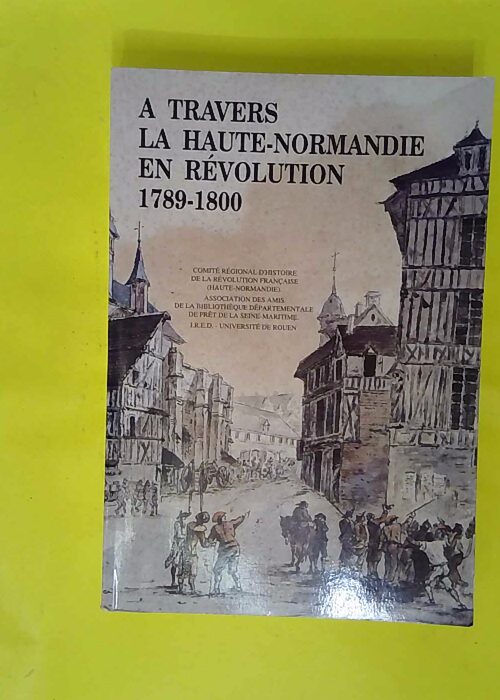 A TRAVERS
LA HAUTE-NORMANDIE
EN RÉVOLUTION
1789-1800
COMITÉ RÉGIONAL D'HISTOIRE
DE LA RÉVOLUTION FRANÇAISE
(HAUTE-NORMANDIE)
ASSOCIATION DES AMIS
DE LA BIBLIOTHÈQUE DÉPARTEMENTALE
DE PRÊT DE LA SEINE-MARITIME
I.R.E.D. - UNIVERSITÉ DE ROUEN